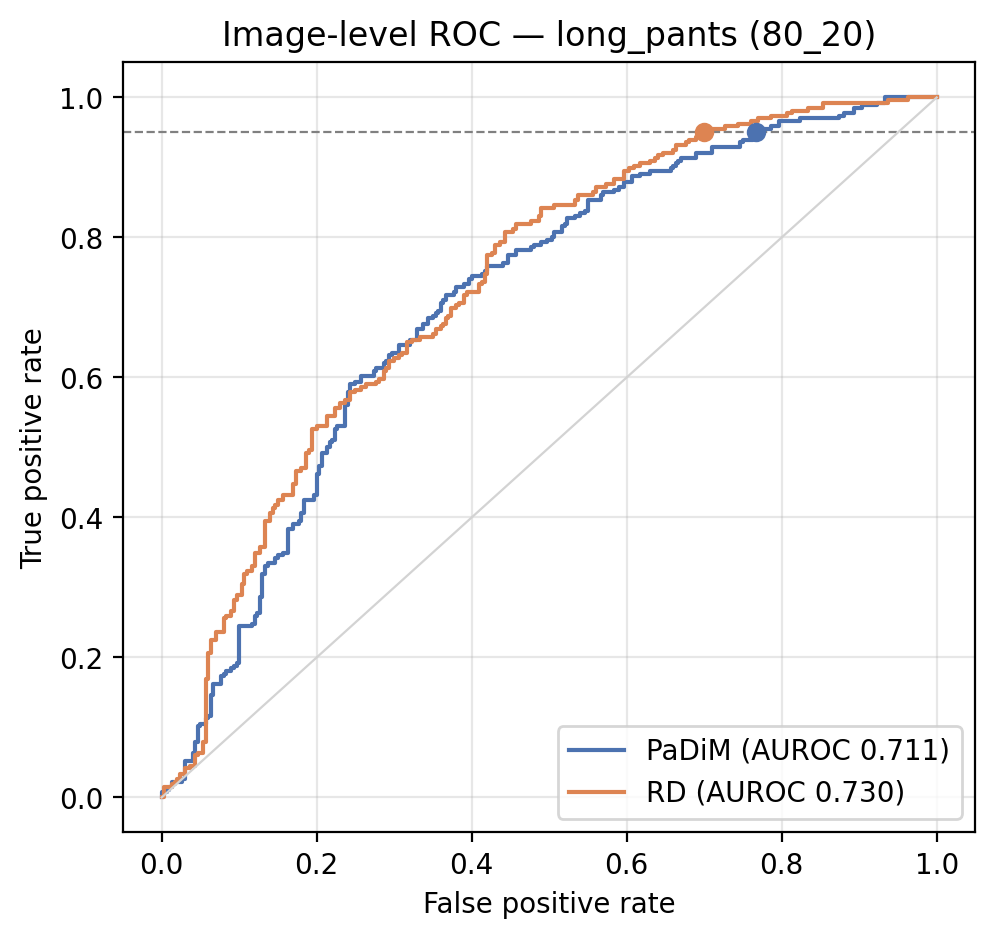 Image-level ROC — long_pants (80_20)
True positive rate
1.0
0.8
0.6
0.4
0.2
0.0
PaDiM (AUROC 0.711)
RD (AUROC 0.730)
0.0 0.2 0.4 0.6 0.8 1.0
False positive rate